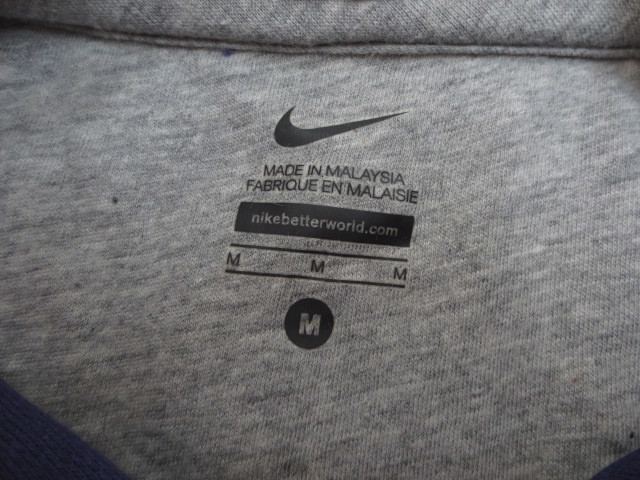 MADE IN MALAYSIA
FABRIQUE EN MALAISIE
nikebetterworld.com
M M M
M